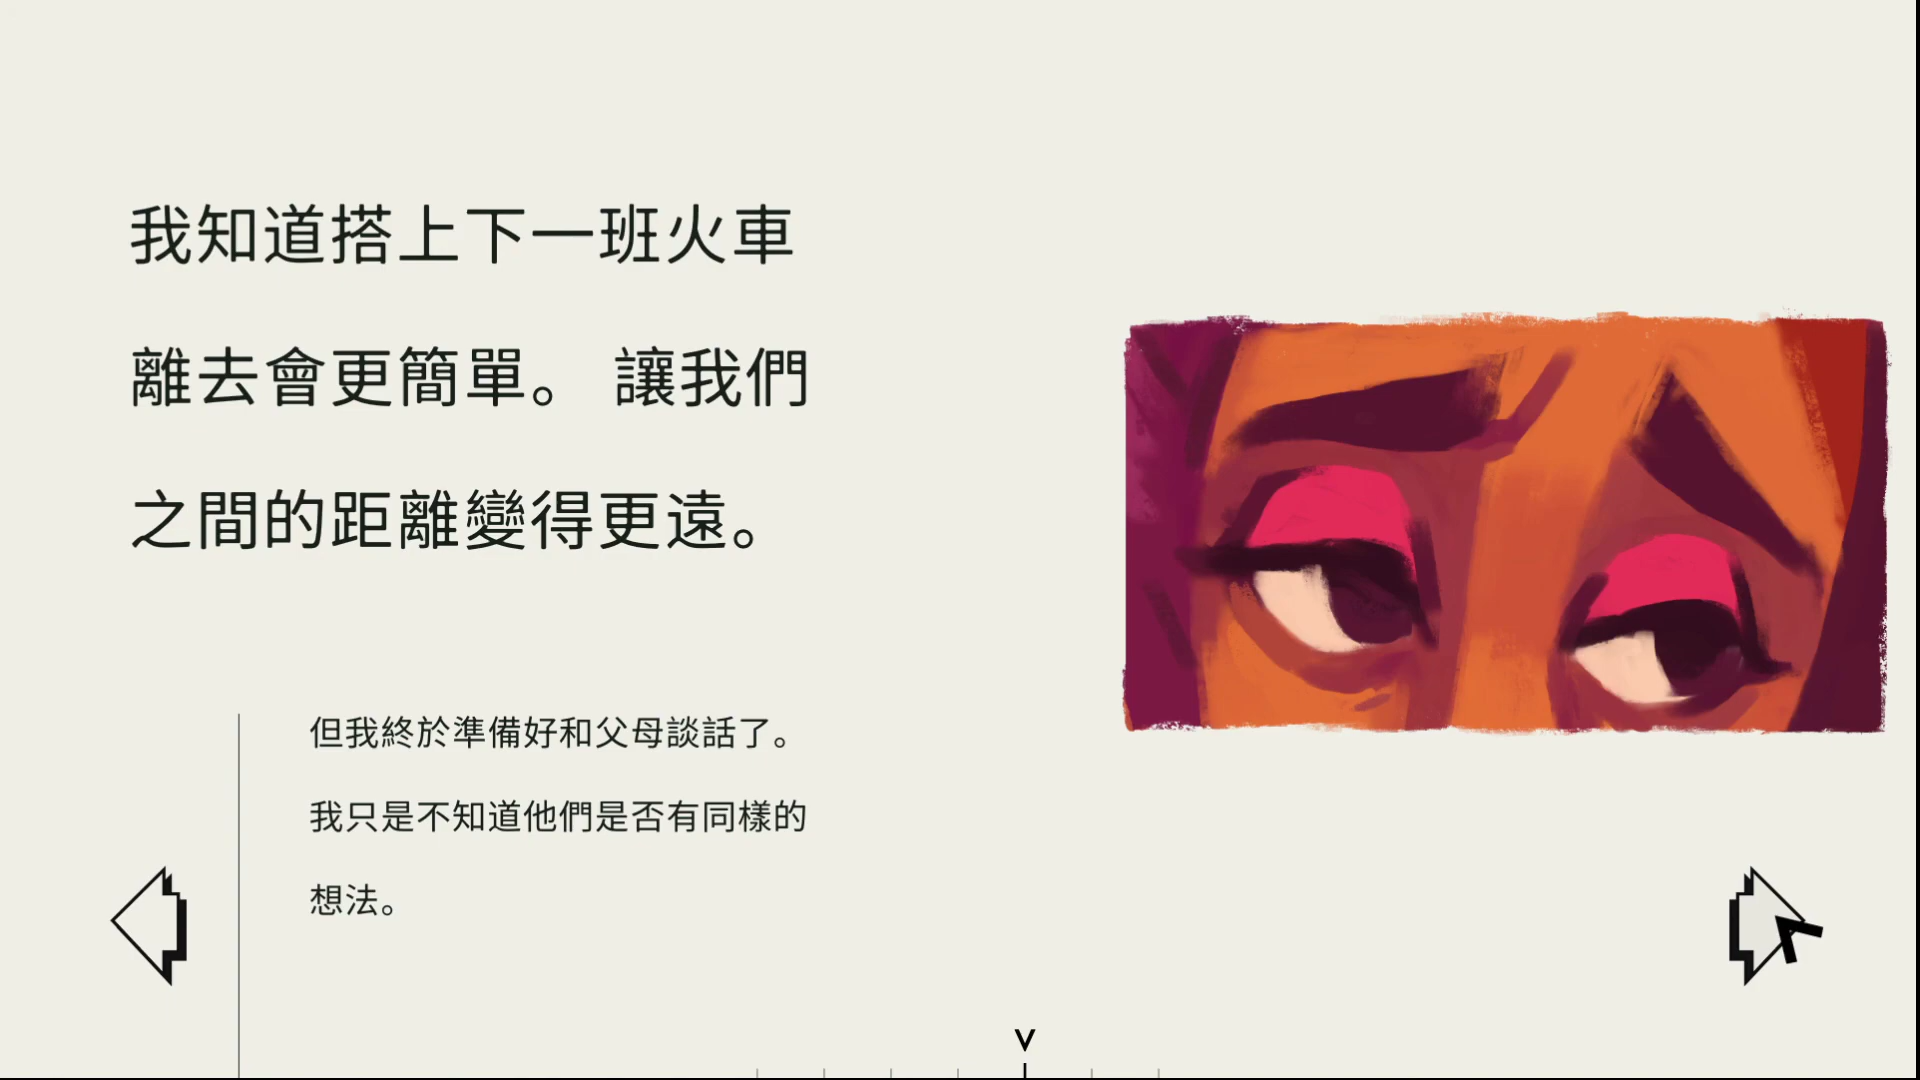 我知道搭上下一班火車
離去會更簡單。 讓我們
之間的距離變得更遠。
但我終於準備好和父母談話了。
我只是不知道他們是否有同樣的
想法。